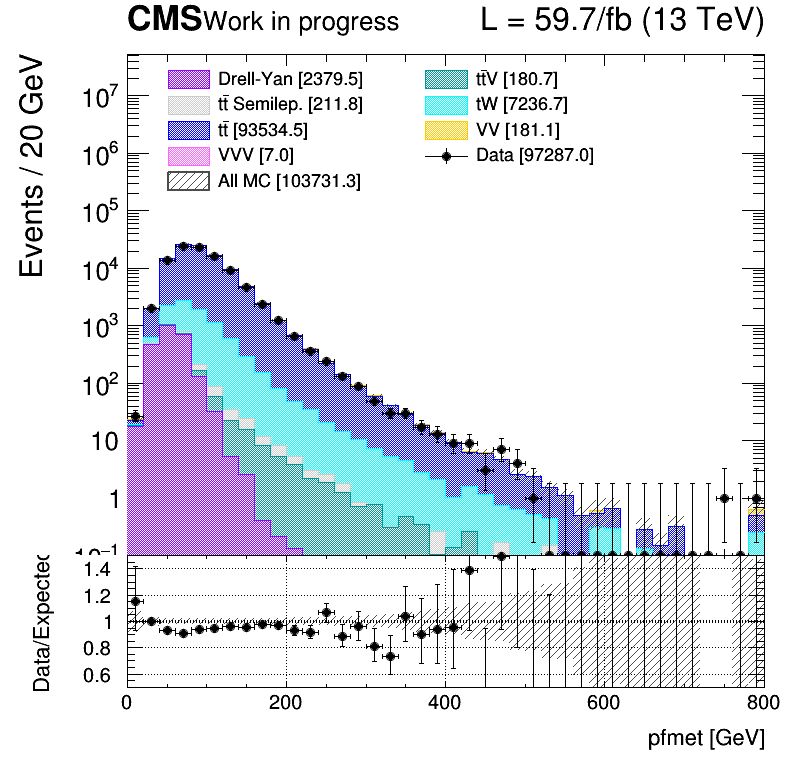 CMS Work in progress L = 59.7/fb (13 TeV)
Events / 20 GeV
Drell-Yan [2379.5]
tt̄ Semilep. [211.8]
tt̄ [93534.5]
VVV [7.0]
All MC [103731.3]
tt̄V [180.7]
tW [7236.7]
VV [181.1]
Data [97287.0]
10⁷
10⁶
10⁵
10⁴
10³
10²
10
1
10⁻¹
Data/Expected
1.4
1.2
1
0.8
0.6
0 200 400 600 800
pfmet [GeV]